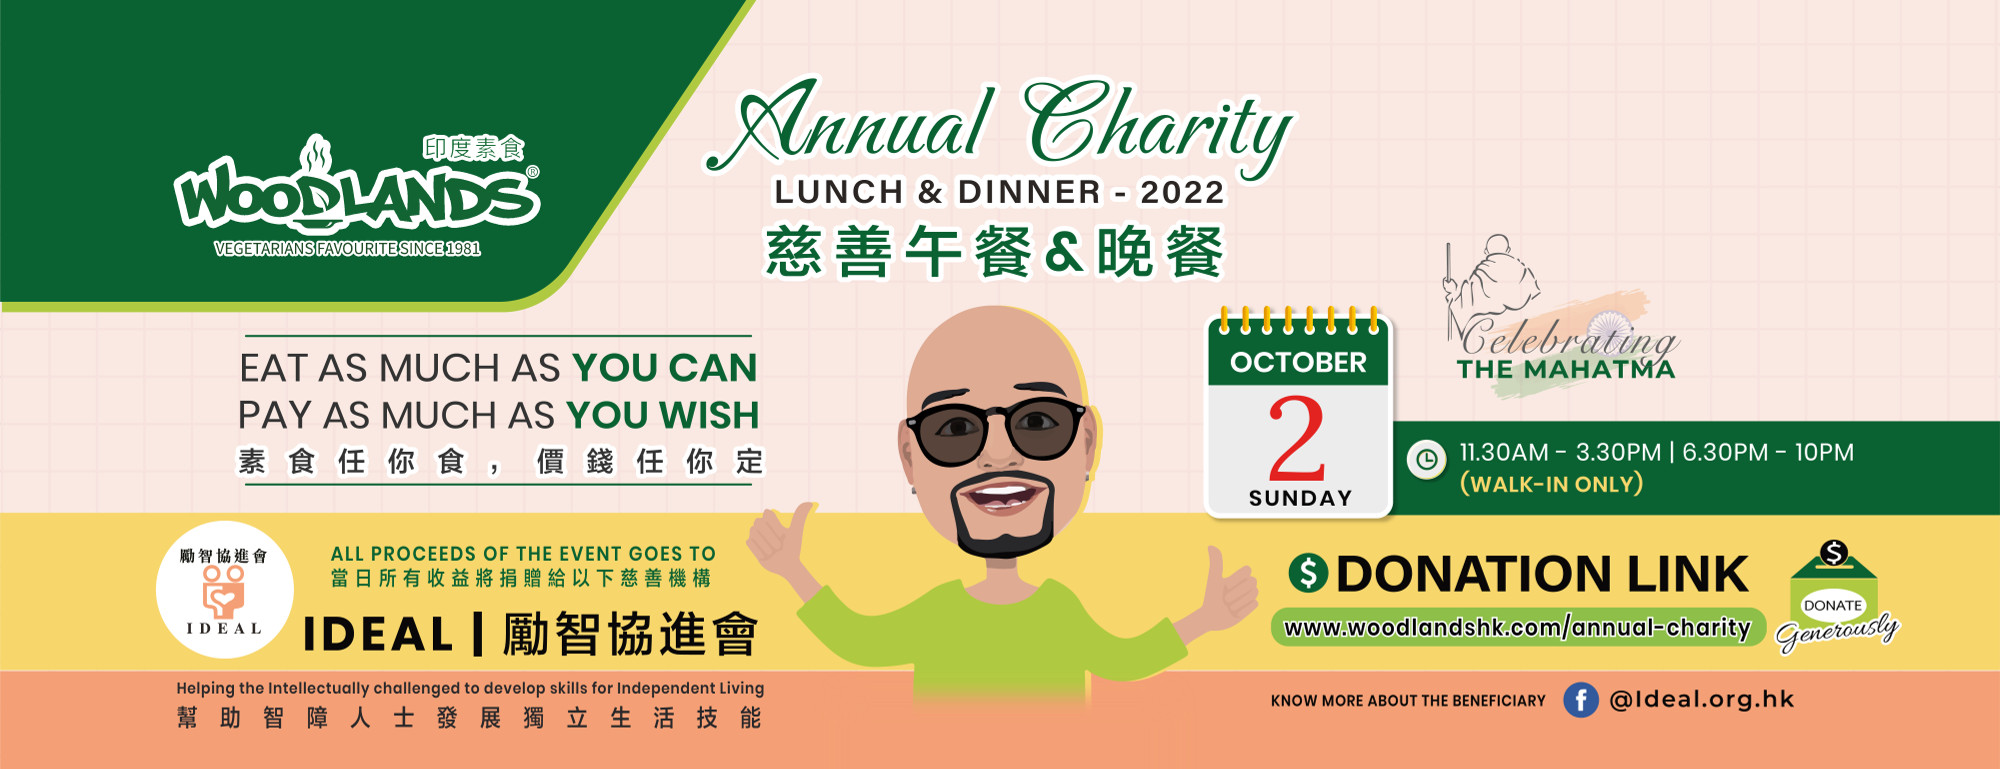 印度素食
WOODLANDS®
VEGETARIANS FAVOURITE SINCE 1981
Annual Charity
LUNCH & DINNER - 2022
慈善午餐&晚餐
EAT AS MUCH AS YOU CAN
PAY AS MUCH AS YOU WISH
素食任你食，價錢任你定
OCTOBER
2
SUNDAY
Celebrating
THE MAHATMA
11.30AM - 3.30PM | 6.30PM - 10PM
(WALK-IN ONLY)
勵智協進會
IDEAL
ALL PROCEEDS OF THE EVENT GOES TO
當日所有收益將捐贈給以下慈善機構
IDEAL | 勵智協進會
Helping the Intellectually challenged to develop skills for Independent Living
幫助智障人士發展獨立生活技能
$ DONATION LINK
www.woodlandshk.com/annual-charity
$
DONATE
Generously
KNOW MORE ABOUT THE BENEFICIARY f @Ideal.org.hk